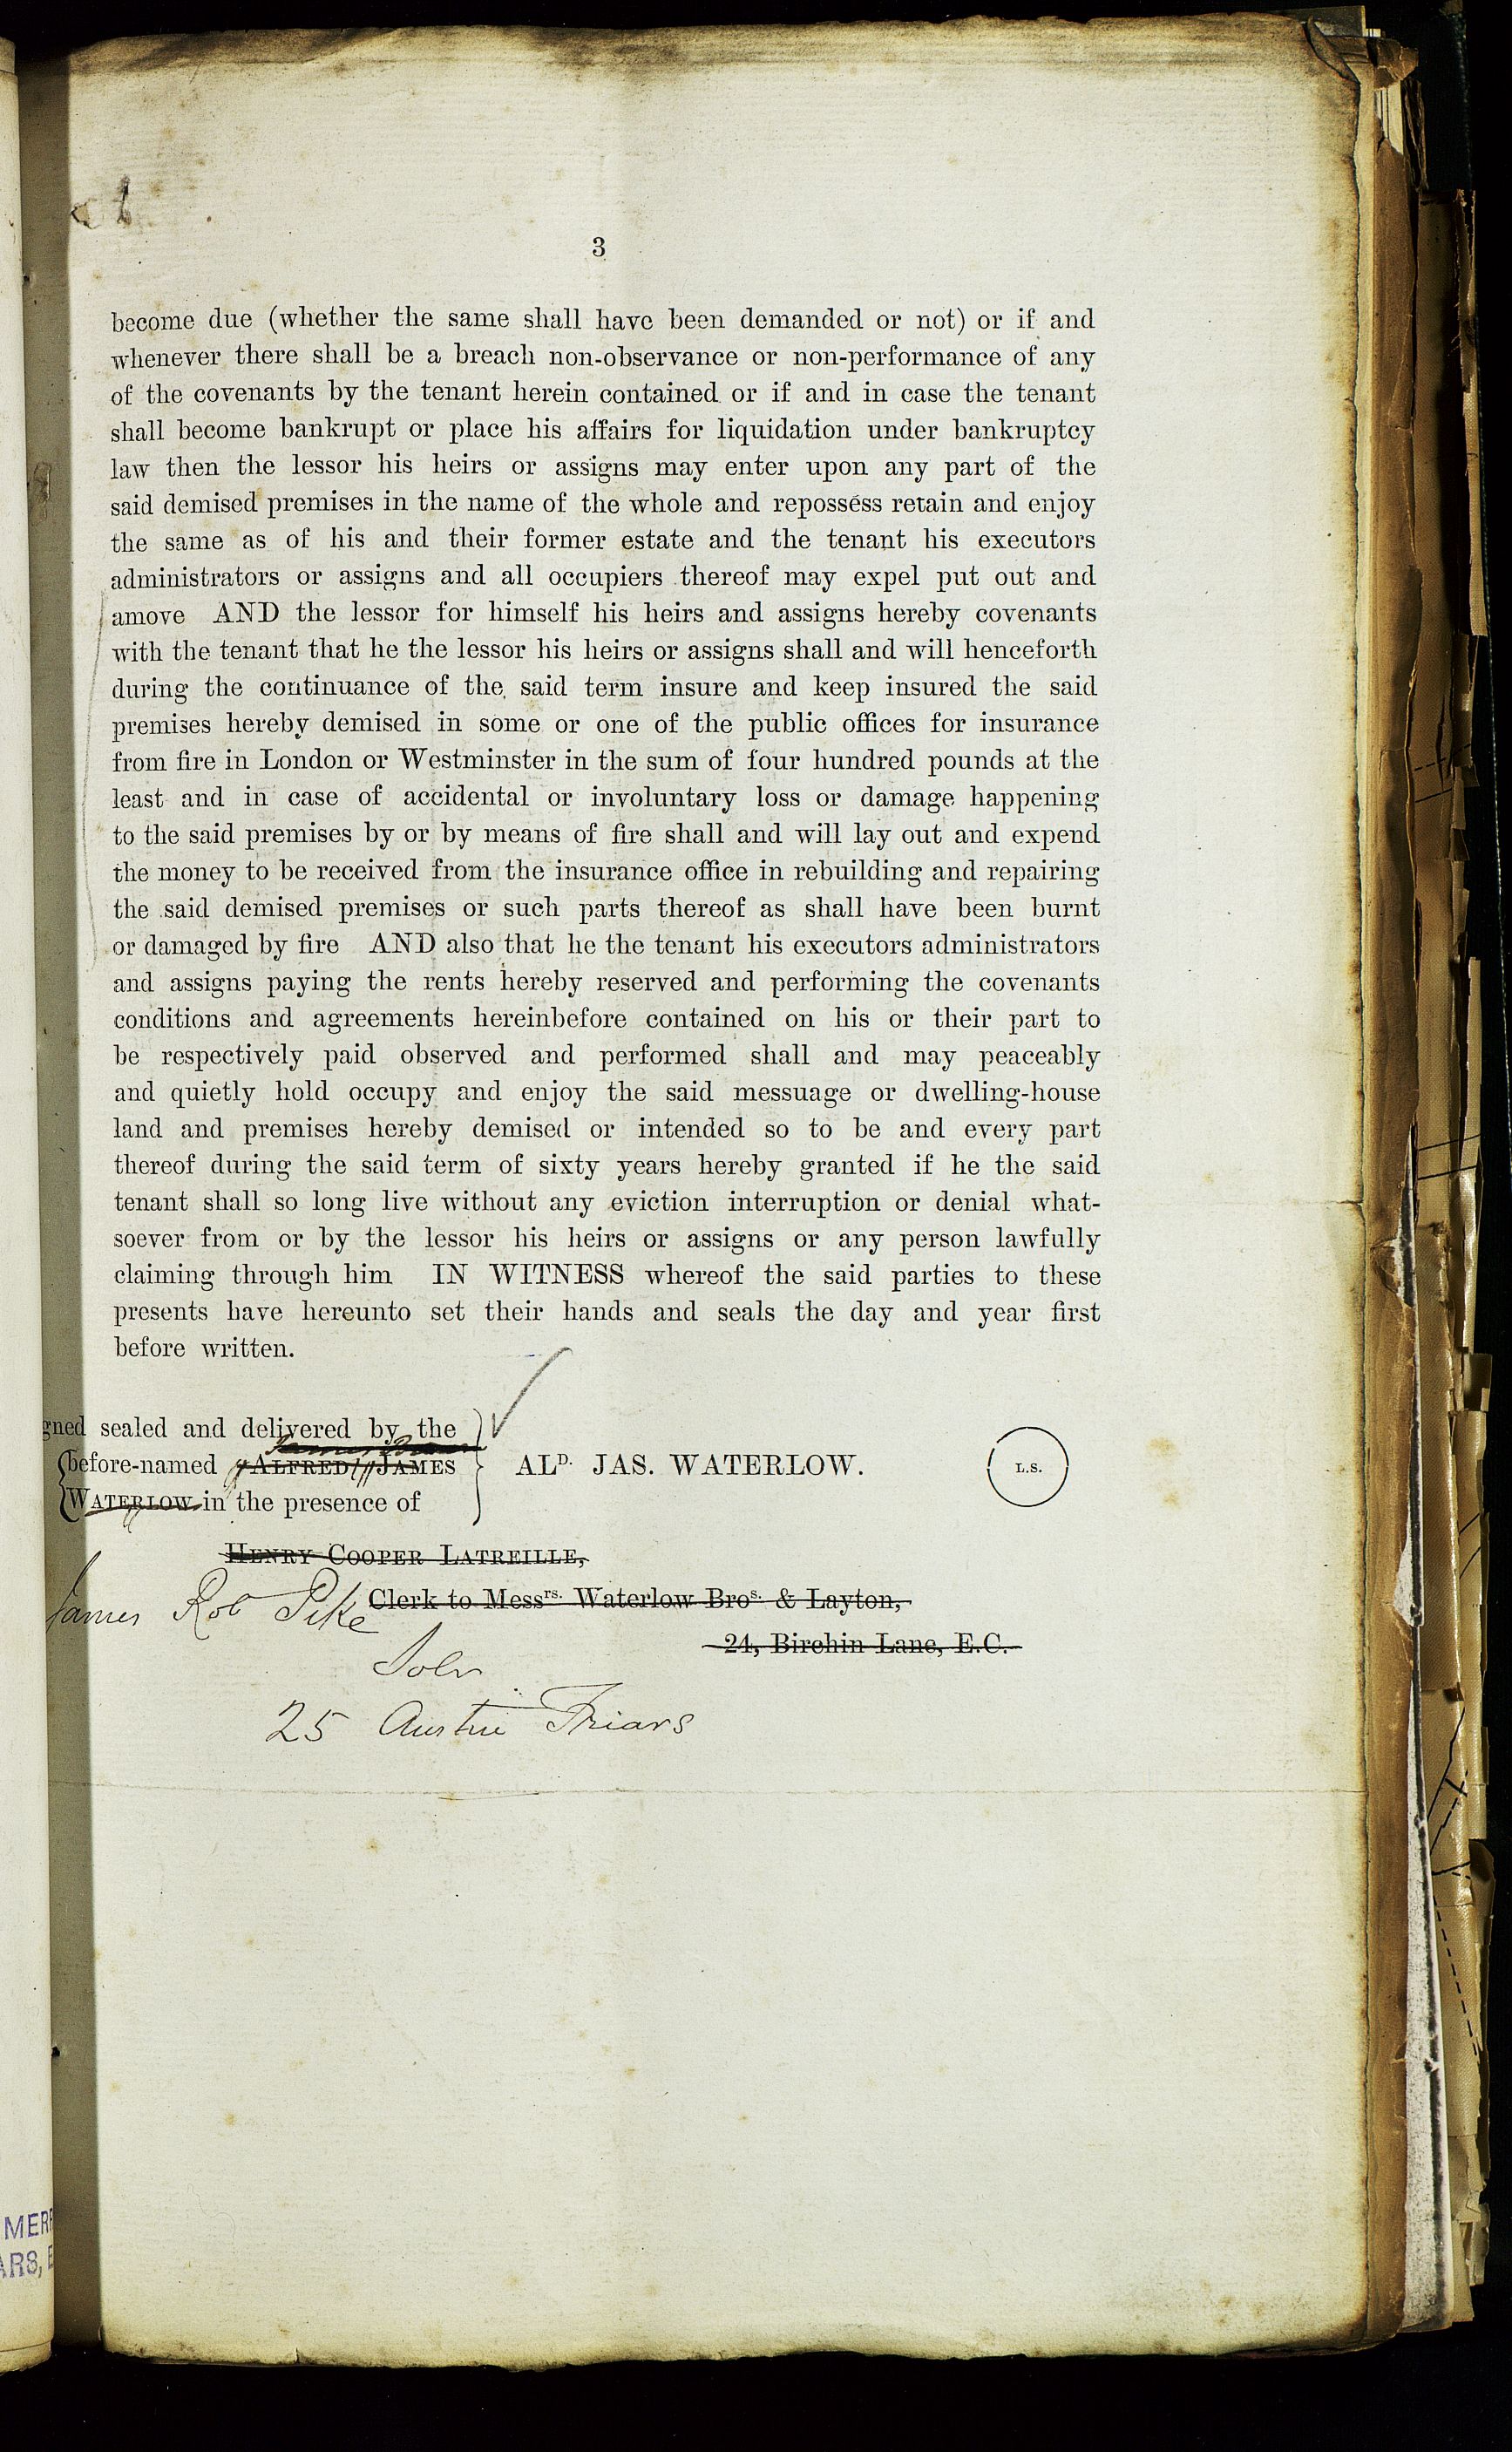 3
become due (whether the same shall have been demanded or not) or if and
whenever there shall be a breach non-observance or non-performance of any
of the covenants by the tenant herein contained or if and in case the tenant
shall become bankrupt or place his affairs for liquidation under bankruptcy
law then the lessor his heirs or assigns may enter upon any part of the
said demised premises in the name of the whole and repossess retain and enjoy
the same as of his and their former estate and the tenant his executors
administrators or assigns and all occupiers thereof may expel put out and
amove AND the lessor for himself his heirs and assigns hereby covenants
with the tenant that he the lessor his heirs or assigns shall and will henceforth
during the continuance of the said term insure and keep insured the said
premises hereby demised in some or one of the public offices for insurance
from fire in London or Westminster in the sum of four hundred pounds at the
least and in case of accidental or involuntary loss or damage happening
to the said premises by or by means of fire shall and will lay out and expend
the money to be received from the insurance office in rebuilding and repairing
the said demised premises or such parts thereof as shall have been burnt
or damaged by fire AND also that he the tenant his executors administrators
and assigns paying the rents hereby reserved and performing the covenants
conditions and agreements hereinbefore contained on his or their part to
be respectively paid observed and performed shall and may peaceably
and quietly hold occupy and enjoy the said messuage or dwelling-house
land and premises hereby demised or intended so to be and every part
thereof during the said term of sixty years hereby granted if he the said
tenant shall so long live without any eviction interruption or denial what-
soever from or by the lessor his heirs or assigns or any person lawfully
claiming through him IN WITNESS whereof the said parties to these
presents have hereunto set their hands and seals the day and year first
before written.
gned sealed and delivered by the
before-named ALFRED JAMES
WATERLOW in the presence of
ALD. JAS. WATERLOW.
L.S.
HENRY COOPER LATREILLE,
Clerk to Messrs. Waterlow Bros. & Layton,
24, Birchin Lane, E.C.
James Rob Pike
Solr
25 Austin Friars
MER
ARS, E